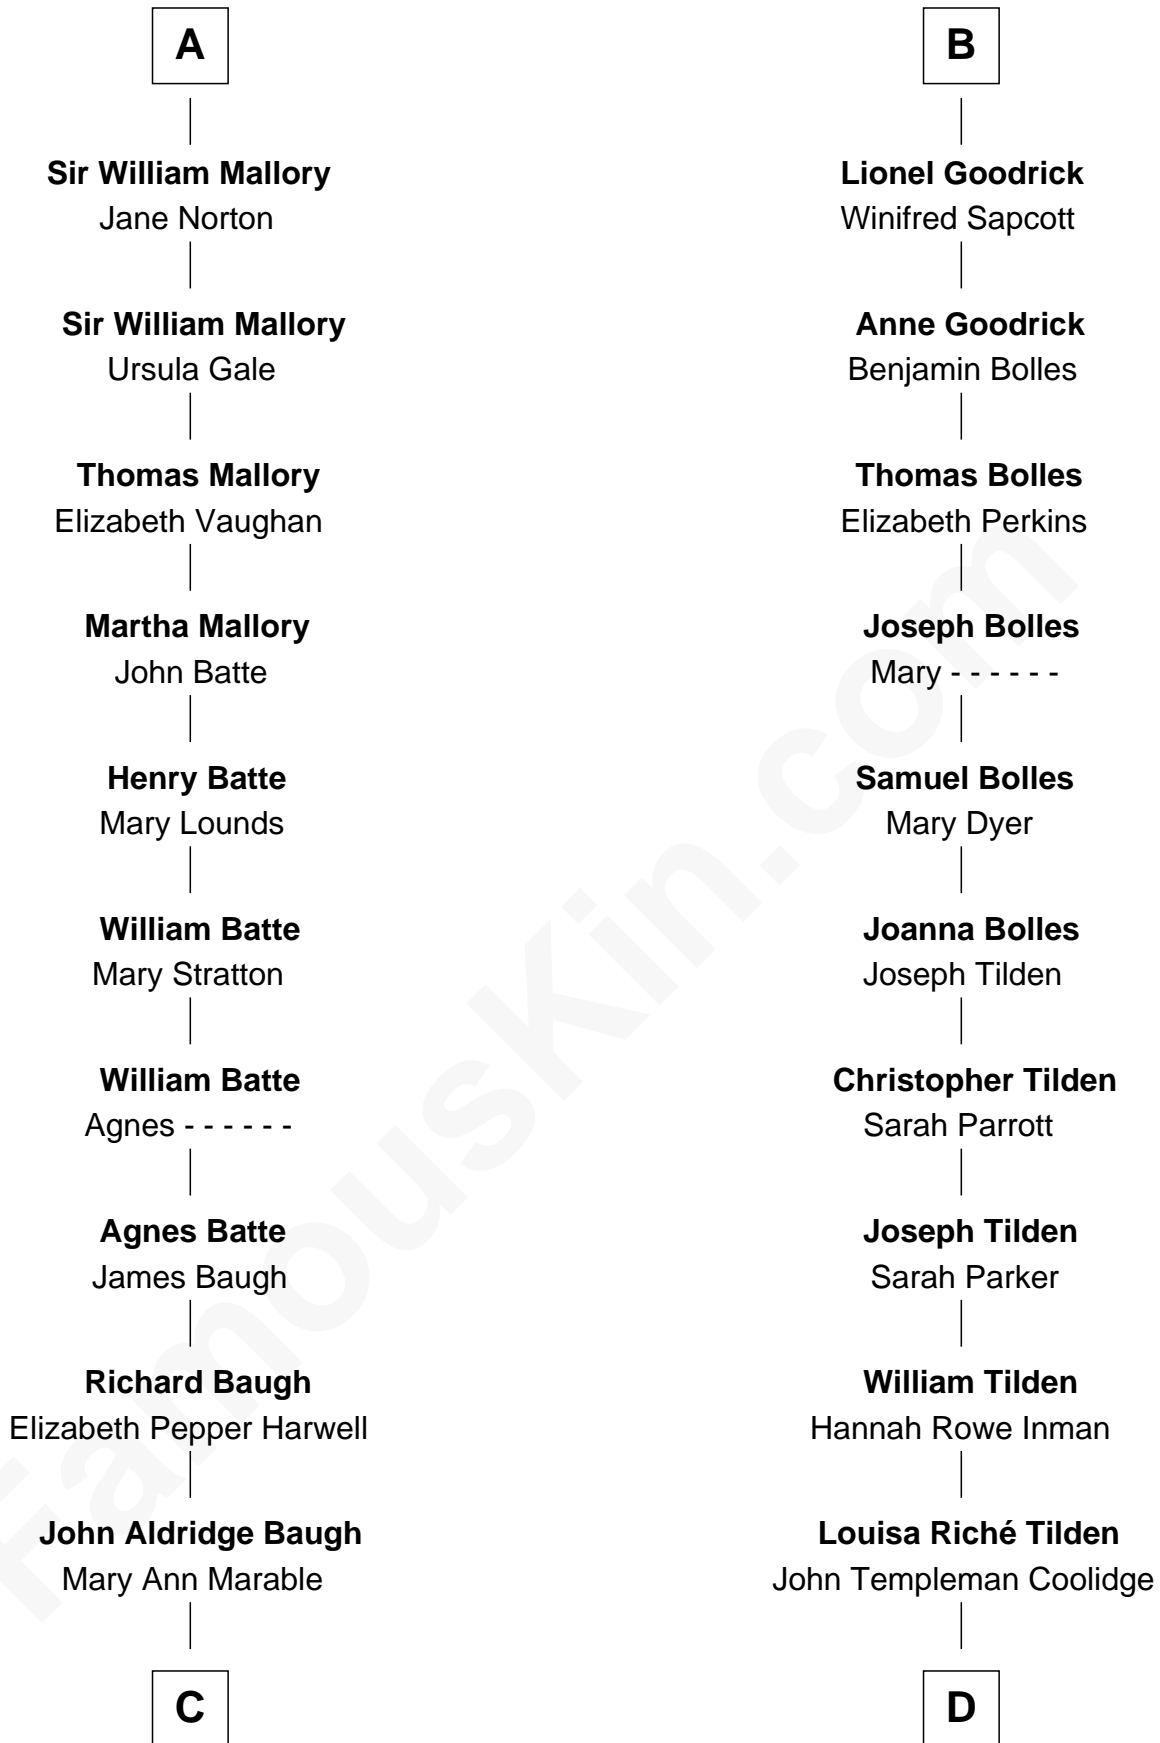 A
Sir William Mallory
Jane Norton
Sir William Mallory
Ursula Gale
Thomas Mallory
Elizabeth Vaughan
Martha Mallory
John Batte
Henry Batte
Mary Lounds
William Batte
Mary Stratton
William Batte
Agnes - - - - - -
Agnes Batte
James Baugh
Richard Baugh
Elizabeth Pepper Harwell
John Aldridge Baugh
Mary Ann Marable
C
B
Lionel Goodrick
Winifred Sapcott
Anne Goodrick
Benjamin Bolles
Thomas Bolles
Elizabeth Perkins
Joseph Bolles
Mary - - - - - -
Samuel Bolles
Mary Dyer
Joanna Bolles
Joseph Tilden
Christopher Tilden
Sarah Parrott
Joseph Tilden
Sarah Parker
William Tilden
Hannah Rowe Inman
Louisa Riché Tilden
John Templeman Coolidge
D
FamousKin.com